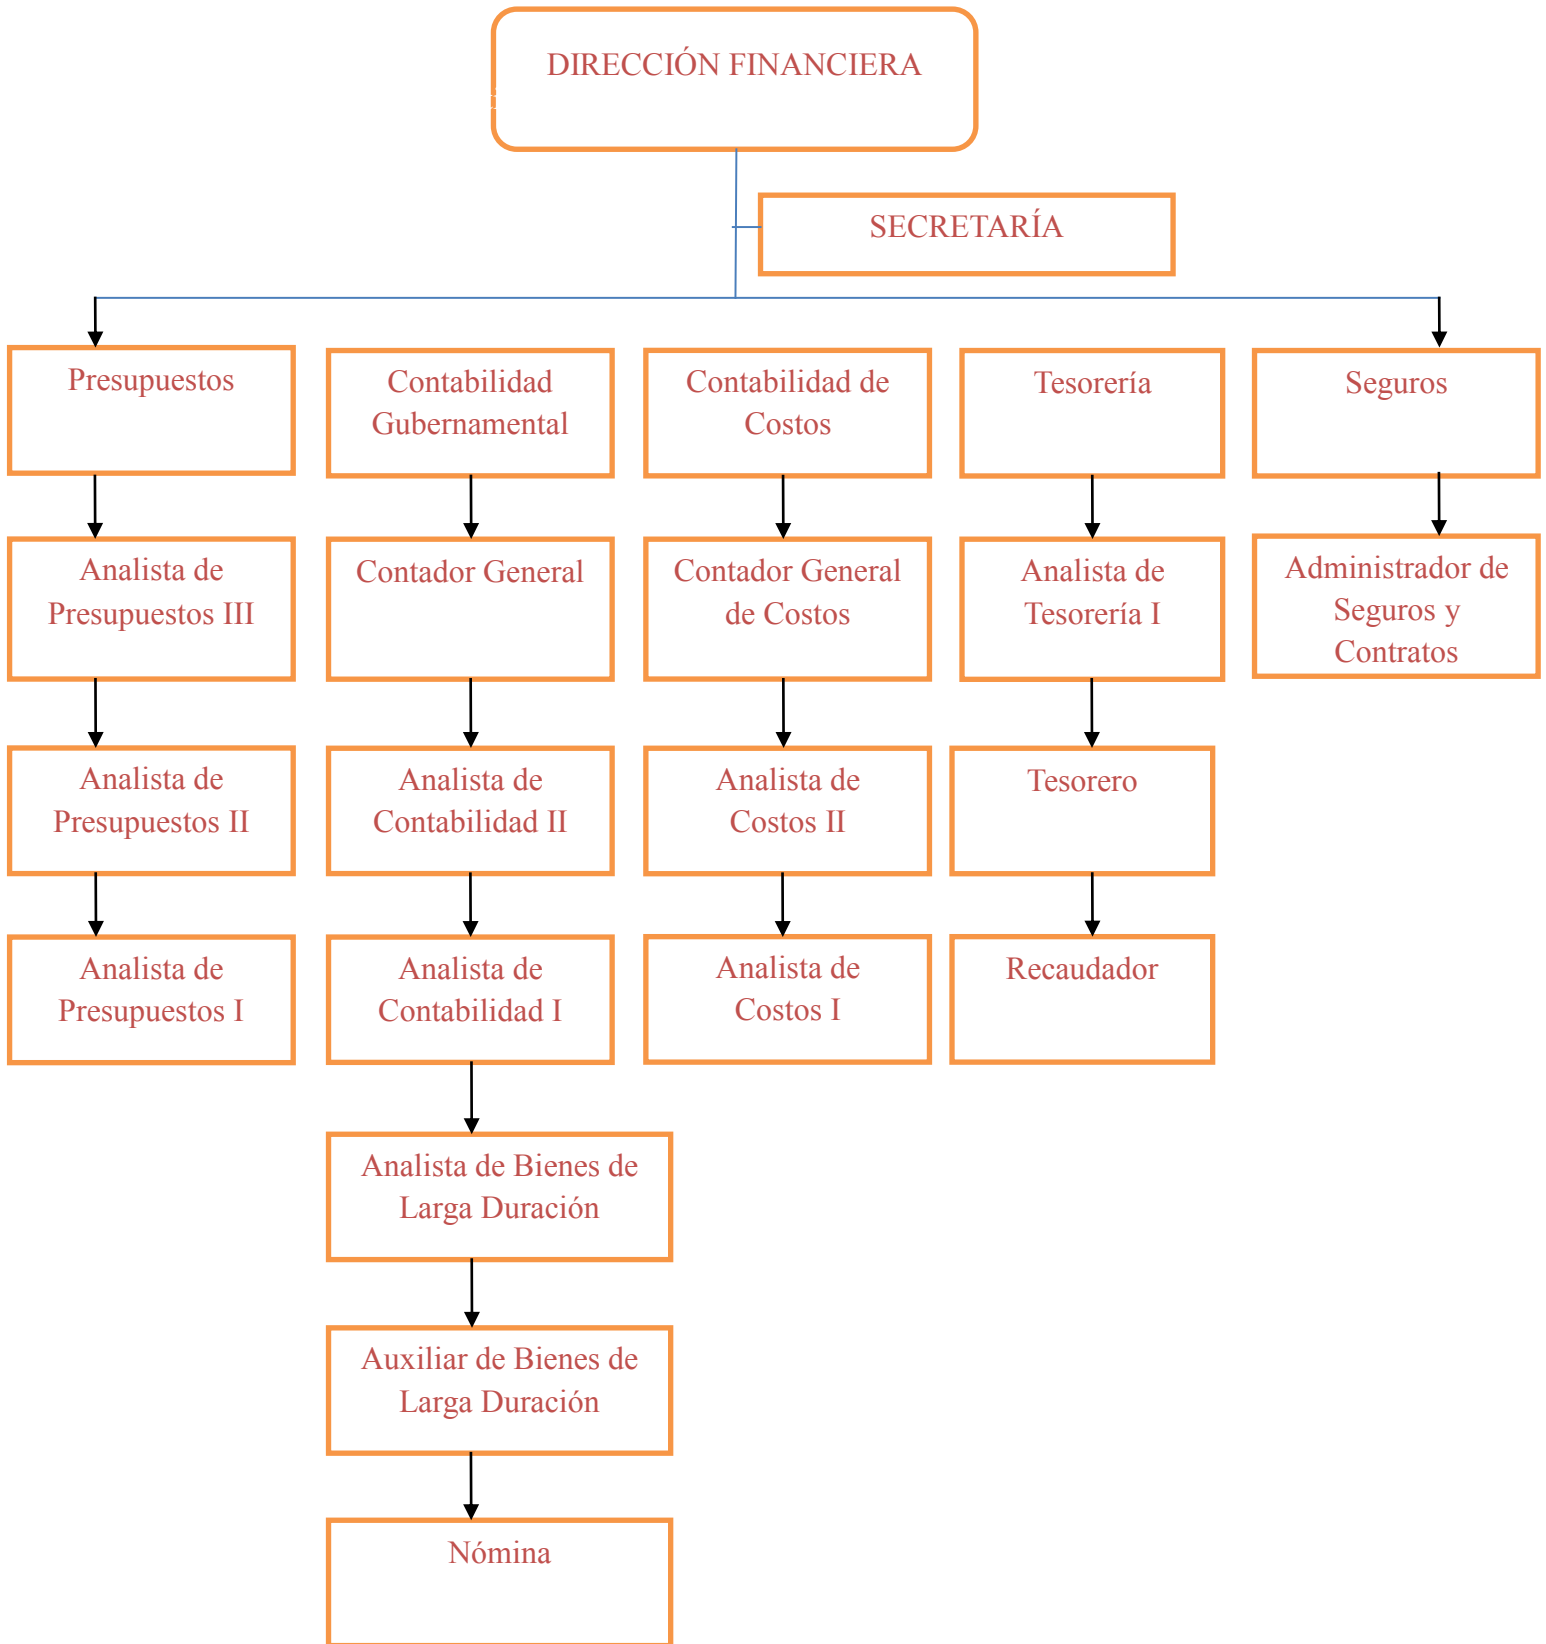 DIRECCIÓN FINANCIERA
SECRETARÍA
Presupuestos
Contabilidad
Gubernamental
Contabilidad de
Costos
Tesorería
Seguros
Analista de
Presupuestos III
Contador General
Contador General
de Costos
Analista de
Tesorería I
Administrador de
Seguros y
Contratos
Analista de
Presupuestos II
Analista de
Contabilidad II
Analista de
Costos II
Tesorero
Analista de
Presupuestos I
Analista de
Contabilidad I
Analista de
Costos I
Recaudador
Analista de Bienes de
Larga Duración
Auxiliar de Bienes de
Larga Duración
Nómina